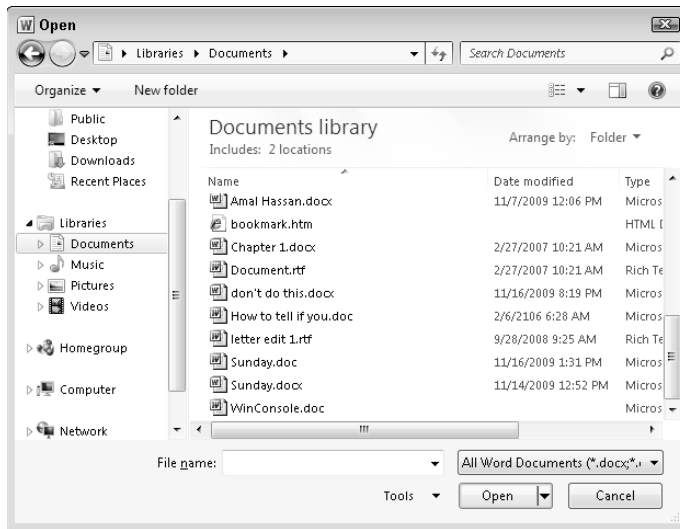 Open
Libraries Documents
Search Documents
Organize New folder
Public
Desktop
Downloads
Recent Places
Libraries
Documents
Music
Pictures
Videos
Homegroup
Computer
Network
Documents library
Includes: 2 locations
Arrange by: Folder
Name Date modified Type
Amal Hassan.docx 11/7/2009 12:06 PM Micros
bookmark.htm HTML D
Chapter 1.docx 2/27/2007 10:21 AM Micros
Document.rtf 2/27/2007 10:21 AM Rich Te
don't do this.docx 11/16/2009 8:19 PM Micros
How to tell if you.doc 2/6/2106 6:28 AM Micros
letter edit 1.rtf 9/28/2008 9:25 AM Rich Te
Sunday.doc 11/16/2009 1:31 PM Micros
Sunday.docx 11/14/2009 12:52 PM Micros
WinConsole.doc Micros
File name:
All Word Documents (*.docx;*.
Tools Open Cancel